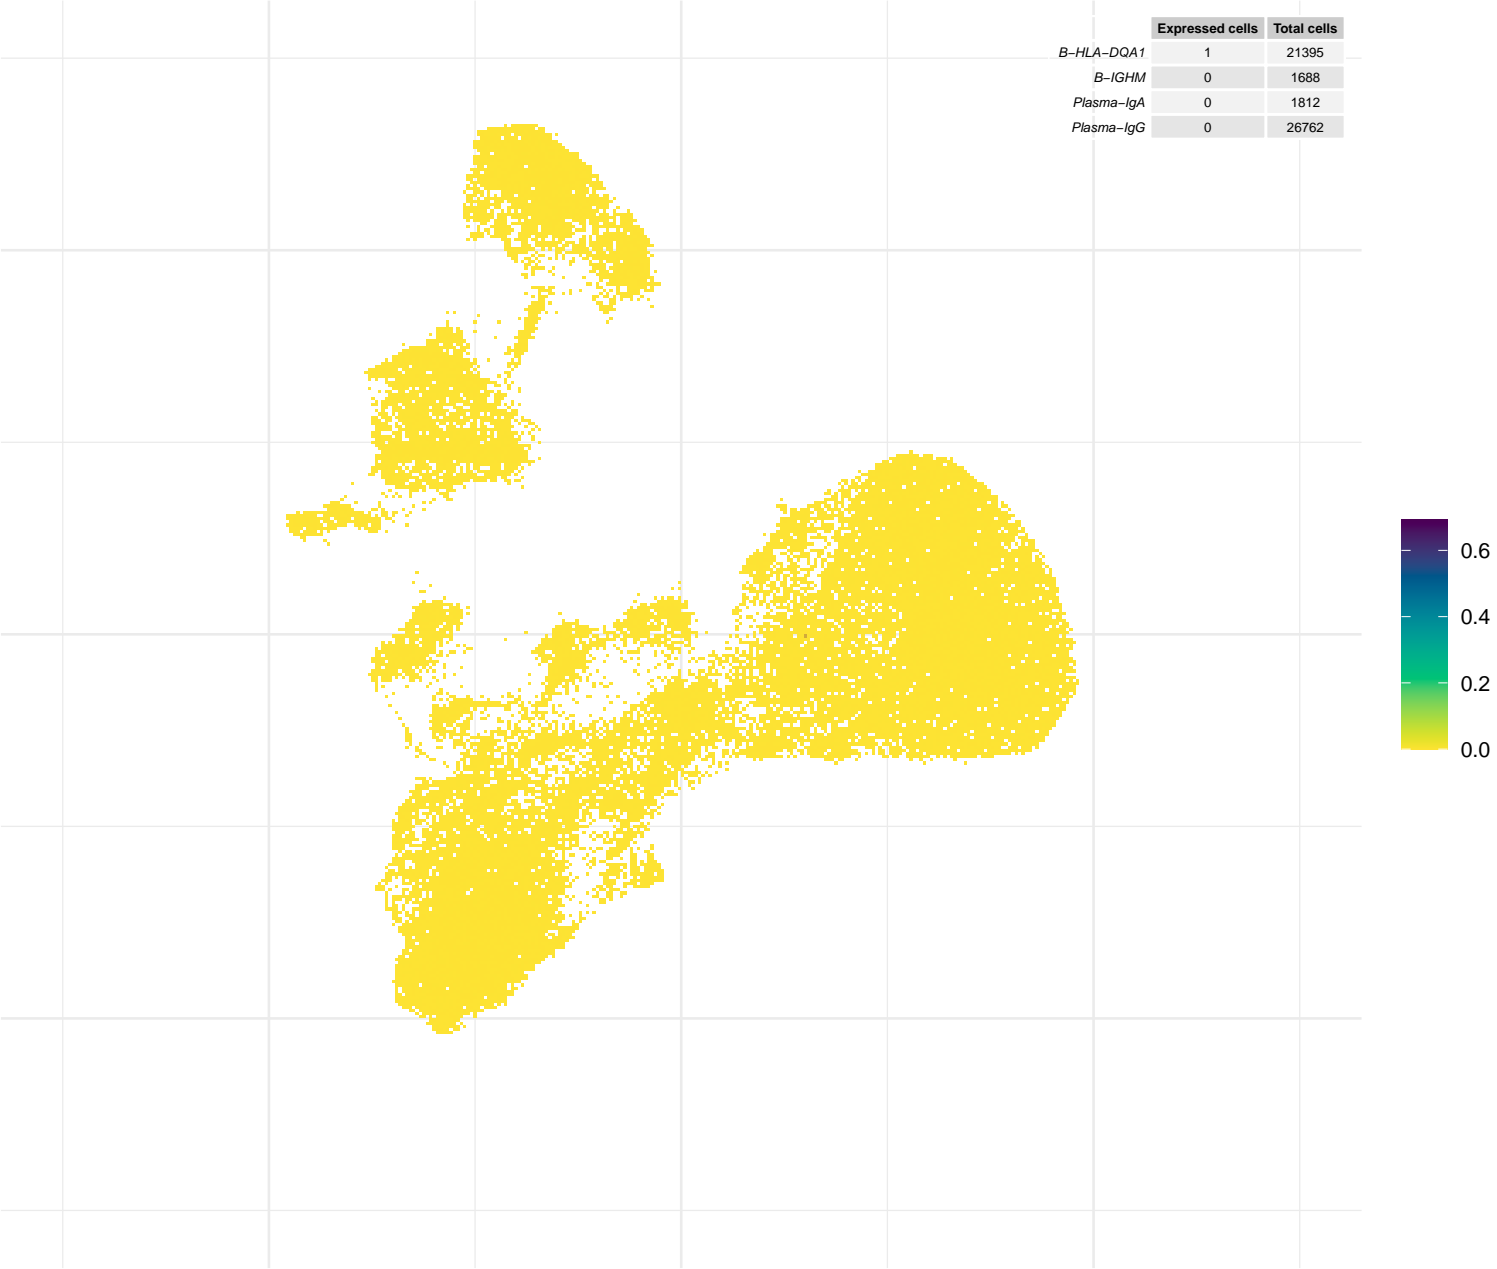 Expressed cells Total cells
B−HLA−DQA1 1 21395
B−IGHM 0 1688
Plasma−IgA 0 1812
Plasma−IgG 0 26762
0.6
0.4
0.2
0.0